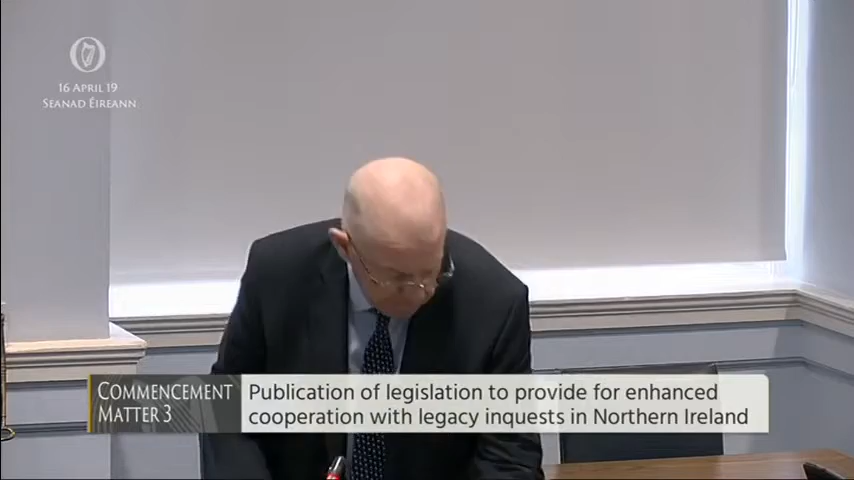 16 APRIL 19
SEANAD ÉIREANN
COMMENCEMENT
MATTER 3
Publication of legislation to provide for enhanced
cooperation with legacy inquests in Northern Ireland